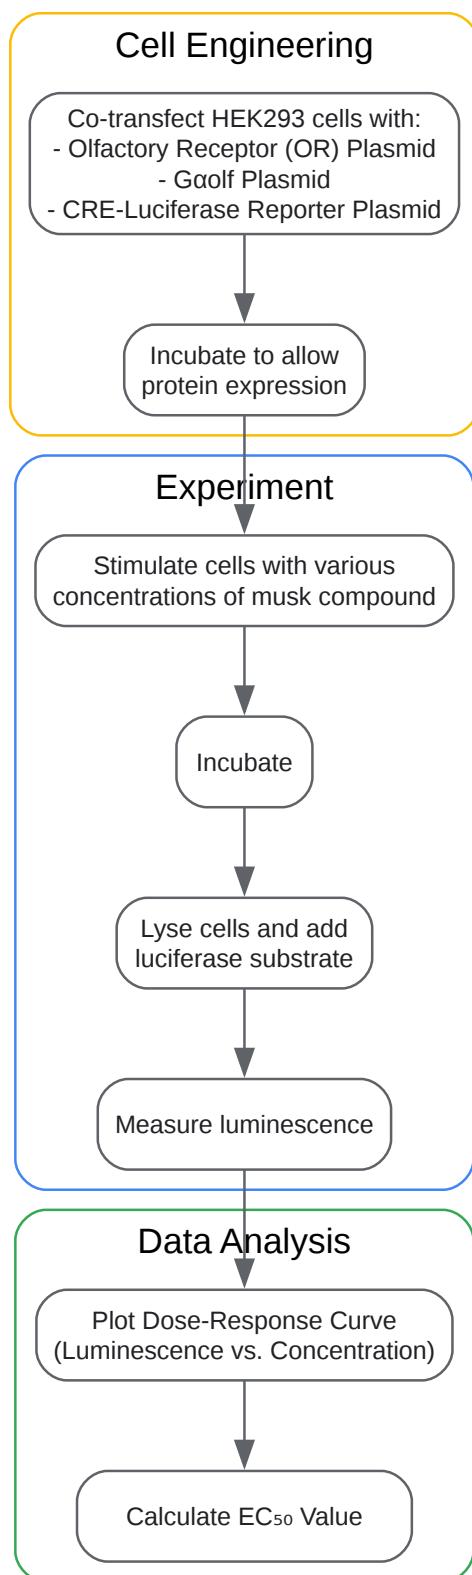 Cell Engineering
Co-transfect HEK293 cells with:
- Olfactory Receptor (OR) Plasmid
- Gαolf Plasmid
- CRE-Luciferase Reporter Plasmid
Incubate to allow
protein expression
Experiment
Stimulate cells with various
concentrations of musk compound
Incubate
Lyse cells and add
luciferase substrate
Measure luminescence
Data Analysis
Plot Dose-Response Curve
(Luminescence vs. Concentration)
Calculate EC₅₀ Value